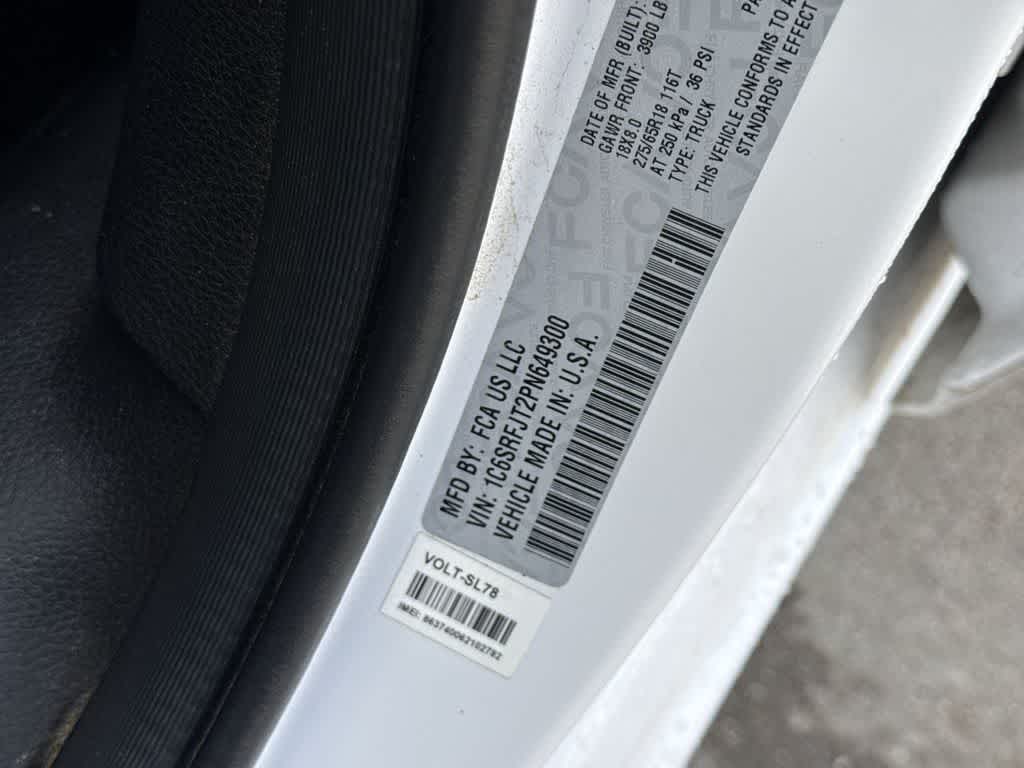 MFD BY: FCA US LLC
VIN: 1C6SRFJT2PN649300
VEHICLE MADE IN: U.S.A.
DATE OF MFR (BUILT):
GAWR FRONT: 3900 LB
18X8.0
275/65R18 116T
AT 250 kPa / 36 PSI
TYPE: TRUCK
THIS VEHICLE CONFORMS TO A
STANDARDS IN EFFECT
VOLT-SL78
IMEI: 863740062102782